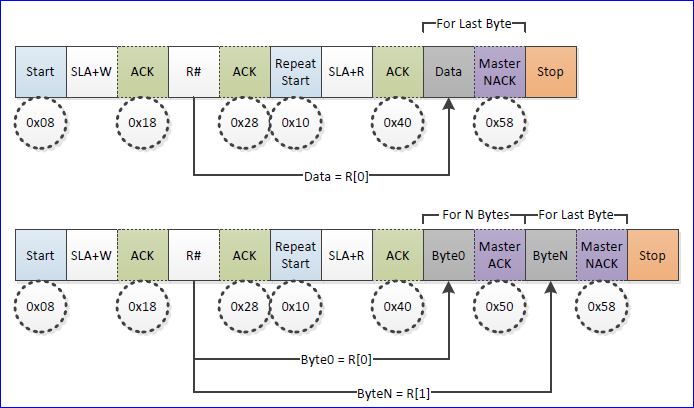 For Last Byte
Start SLA+W ACK R# ACK Repeat Start SLA+R ACK Data Master NACK Stop
0x08 0x18 0x28 0x10 0x40 0x58
Data = R[0]
For N Bytes For Last Byte
Start SLA+W ACK R# ACK Repeat Start SLA+R ACK Byte0 Master ACK ByteN Master NACK Stop
0x08 0x18 0x28 0x10 0x40 0x50 0x58
Byte0 = R[0]
ByteN = R[1]